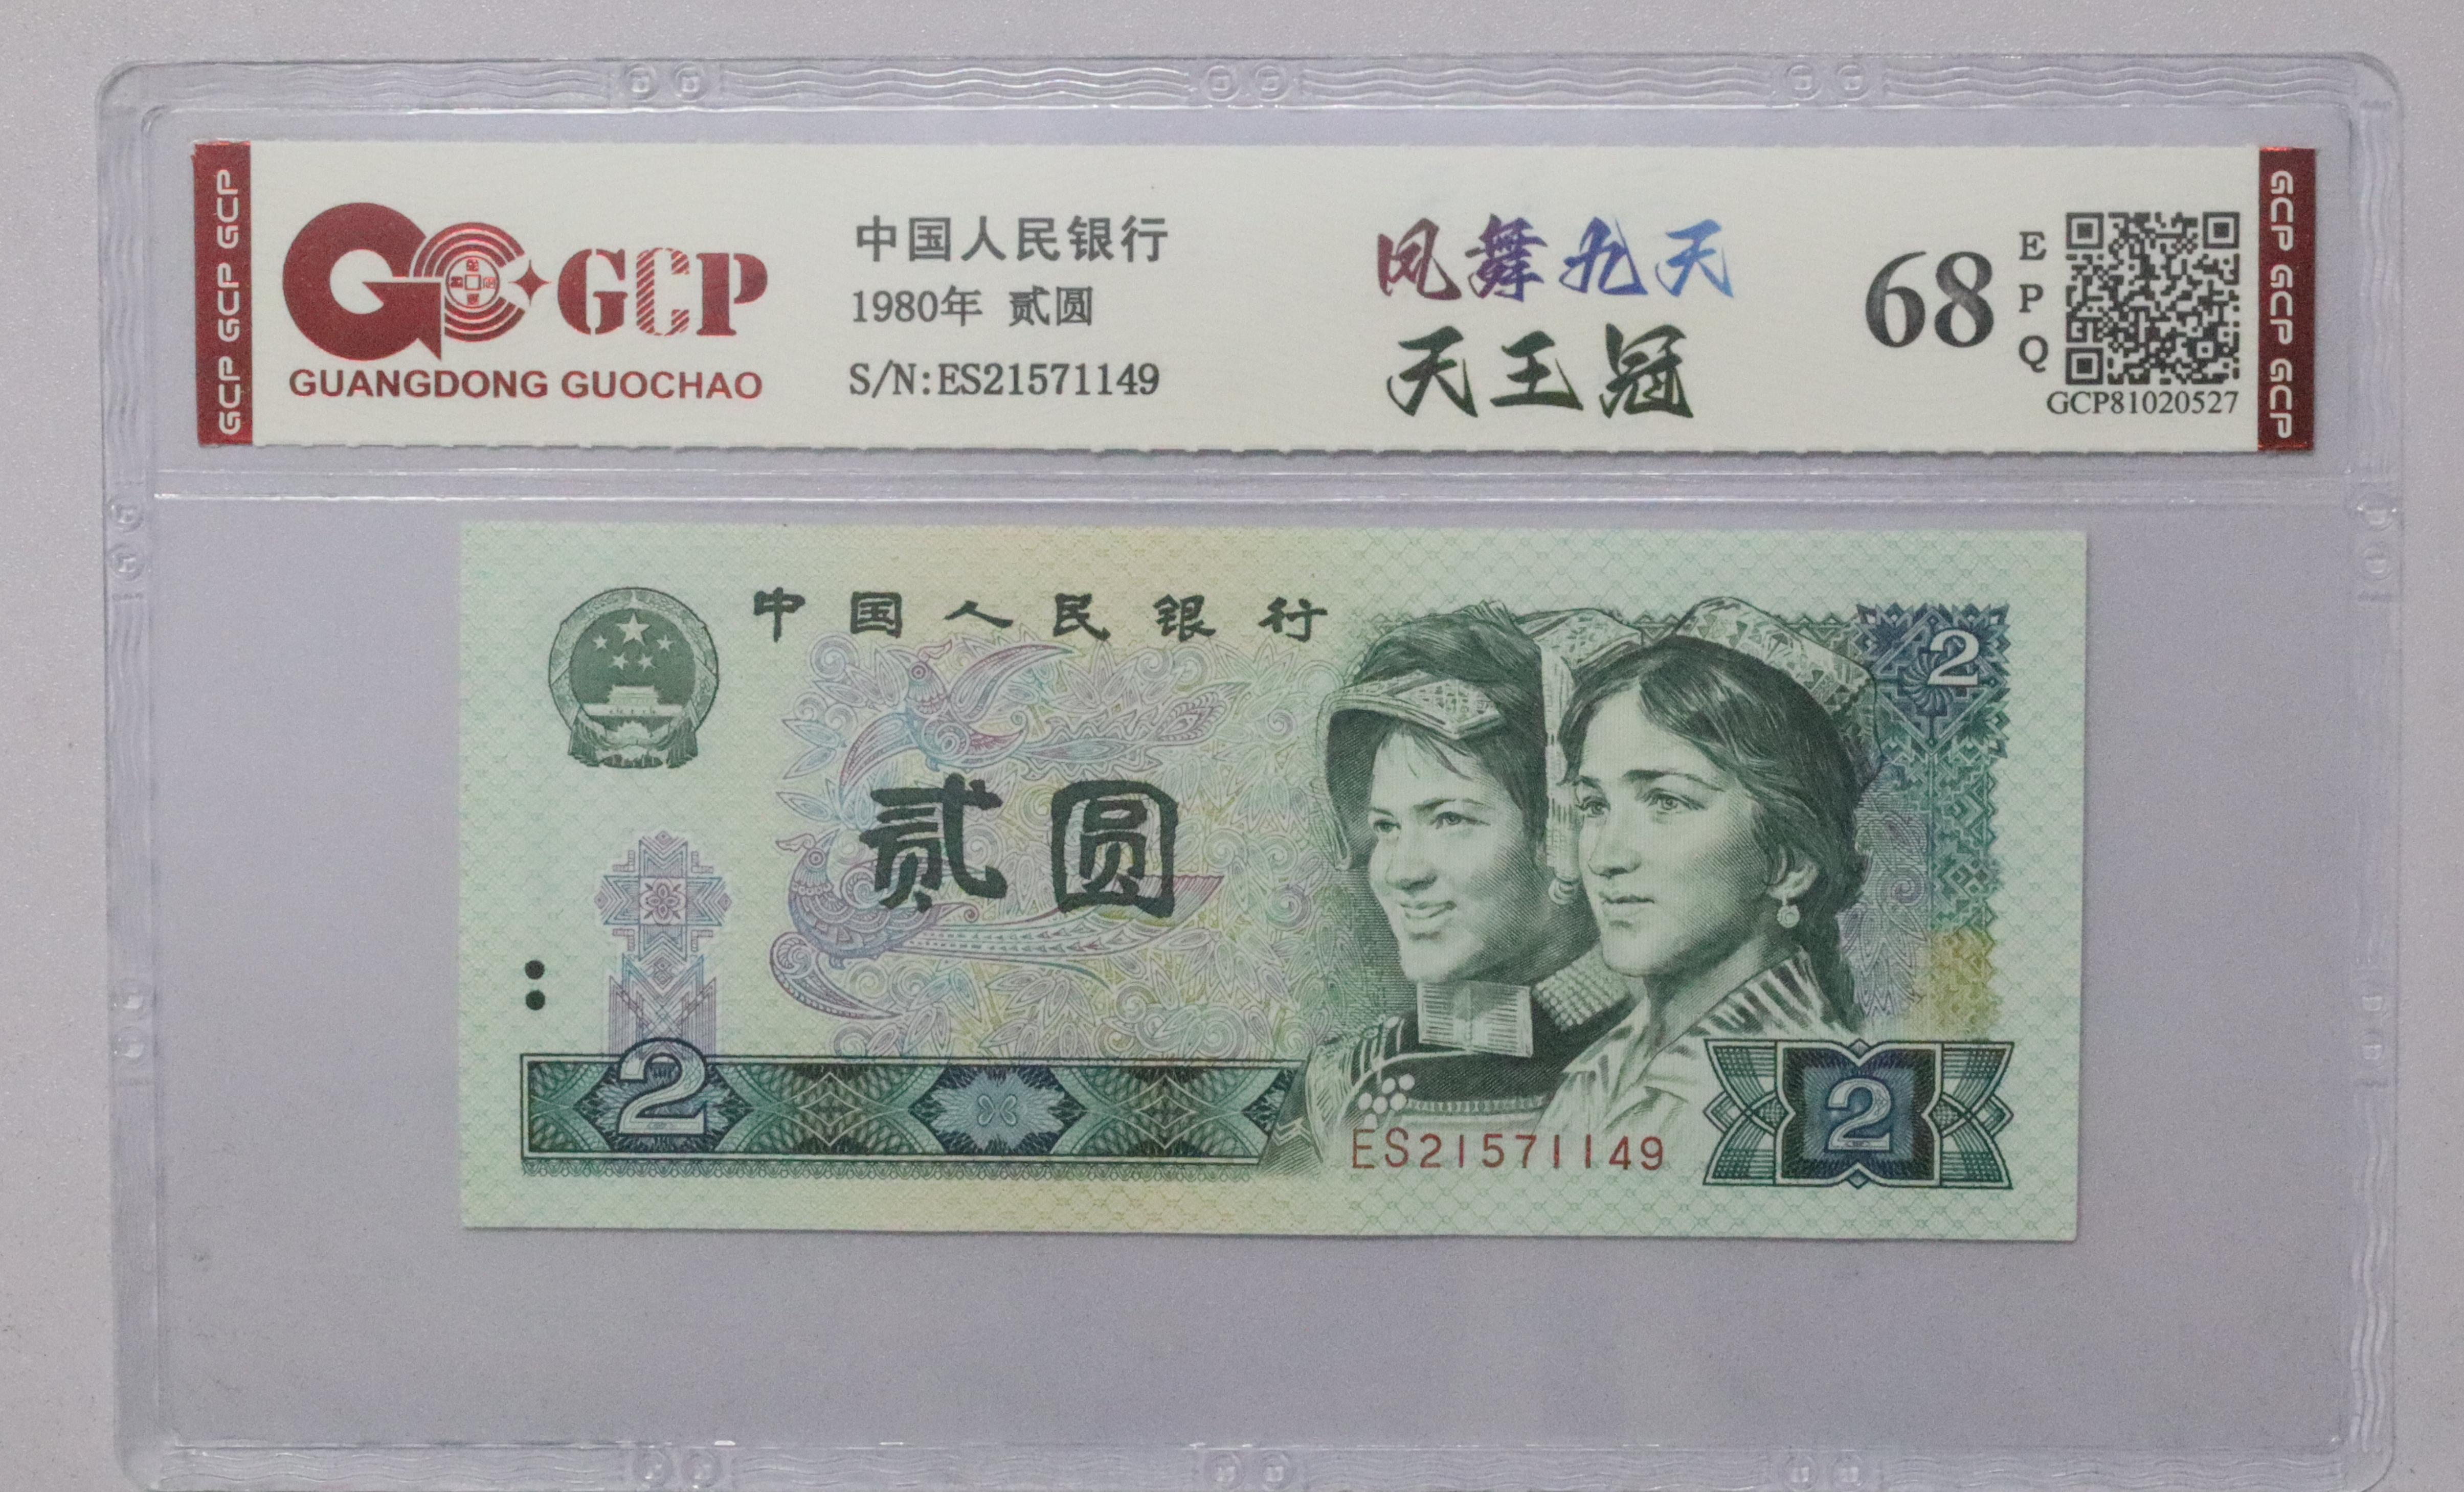 GCP GCP GCP
GCP
GUANGDONG GUOCHAO
中国人民银行
1980年 贰圆
S/N:ES21571149
凤舞九天
天王冠
68
E
P
Q
GCP81020527
GCP GCP GCP
中国人民银行
2
贰圆
2
ES21571149
2